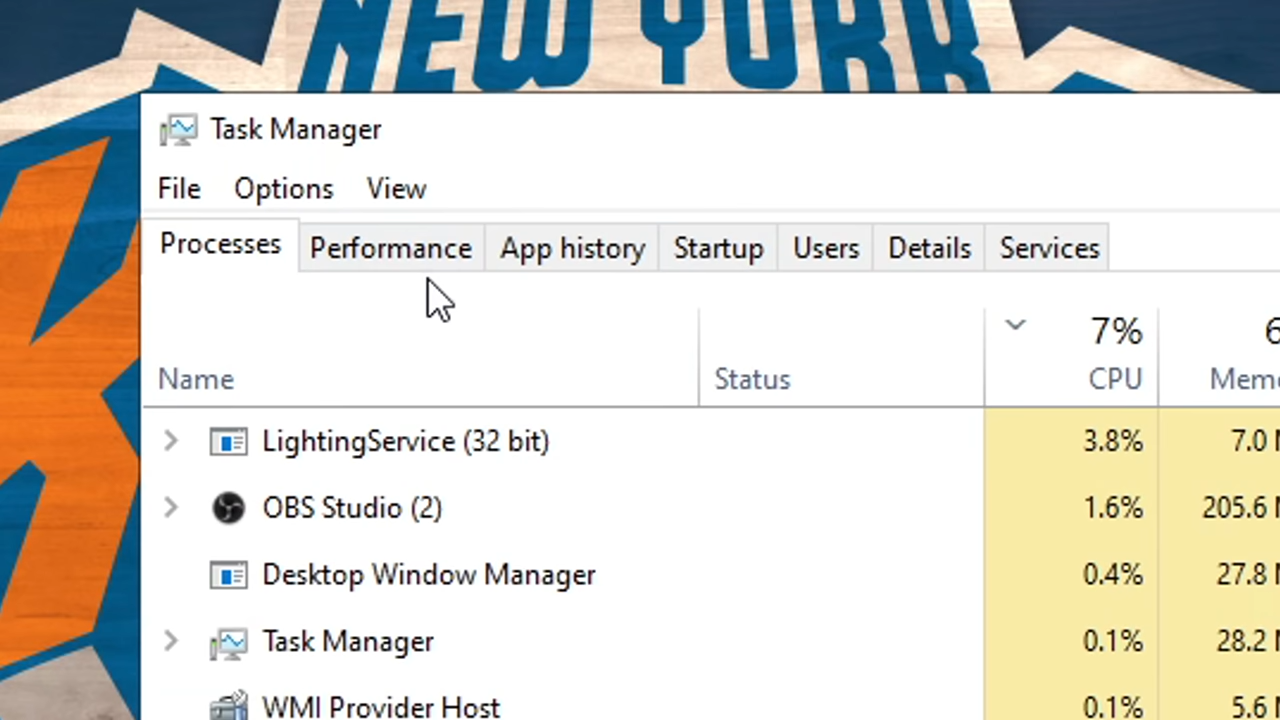 NEW YORK
Task Manager
File Options View
Processes Performance App history Startup Users Details Services
7%
Name Status CPU
LightingService (32 bit) 3.8% 7.0
OBS Studio (2) 1.6% 205.6
Desktop Window Manager 0.4% 27.8
Task Manager 0.1% 28.2
WMI Provider Host 0.1% 5.6